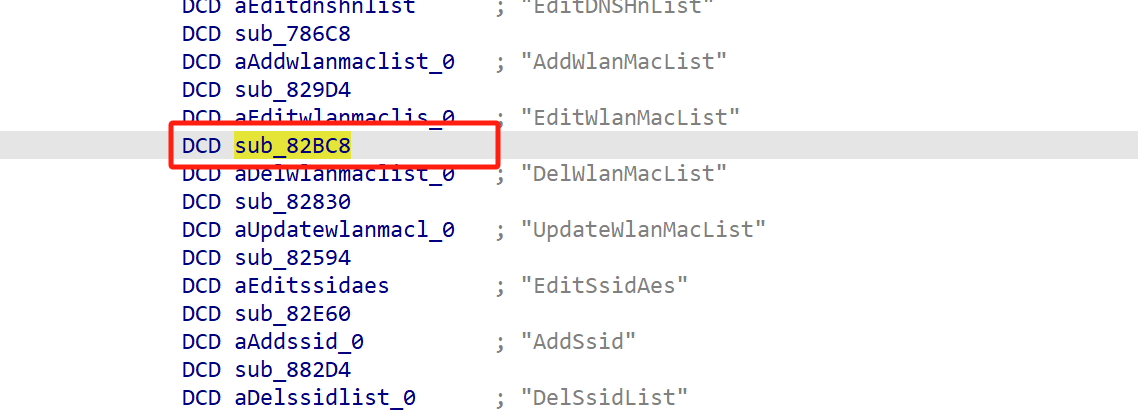 DCD aEditdnshnlist ; "EditDNSHnList"
DCD sub_786C8
DCD aAddwlanmaclist_0 ; "AddWlanMacList"
DCD sub_829D4
DCD aEditwlanmaclis_0 ; "EditWlanMacList"
DCD sub_82BC8
DCD aDelwlanmaclist_0 ; "DelWlanMacList"
DCD sub_82830
DCD aUpdatewlanmacl_0 ; "UpdateWlanMacList"
DCD sub_82594
DCD aEditssidaes ; "EditSsidAes"
DCD sub_82E60
DCD aAddssid_0 ; "AddSsid"
DCD sub_882D4
DCD aDelssidlist_0 ; "DelSsidList"